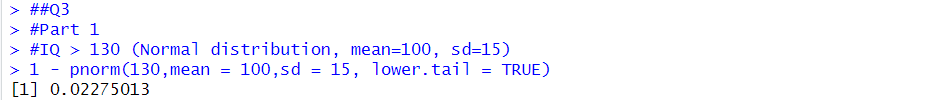 > ##Q3
> #Part 1
> #IQ > 130 (Normal distribution, mean=100, sd=15)
> 1 - pnorm(130,mean = 100,sd = 15, lower.tail = TRUE)
[1] 0.02275013